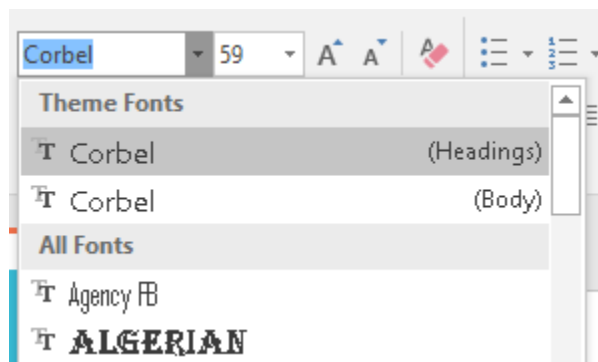 Corbel 59 A A
Theme Fonts
Corbel (Headings)
Corbel (Body)
All Fonts
Agency FB
ALGERIAN